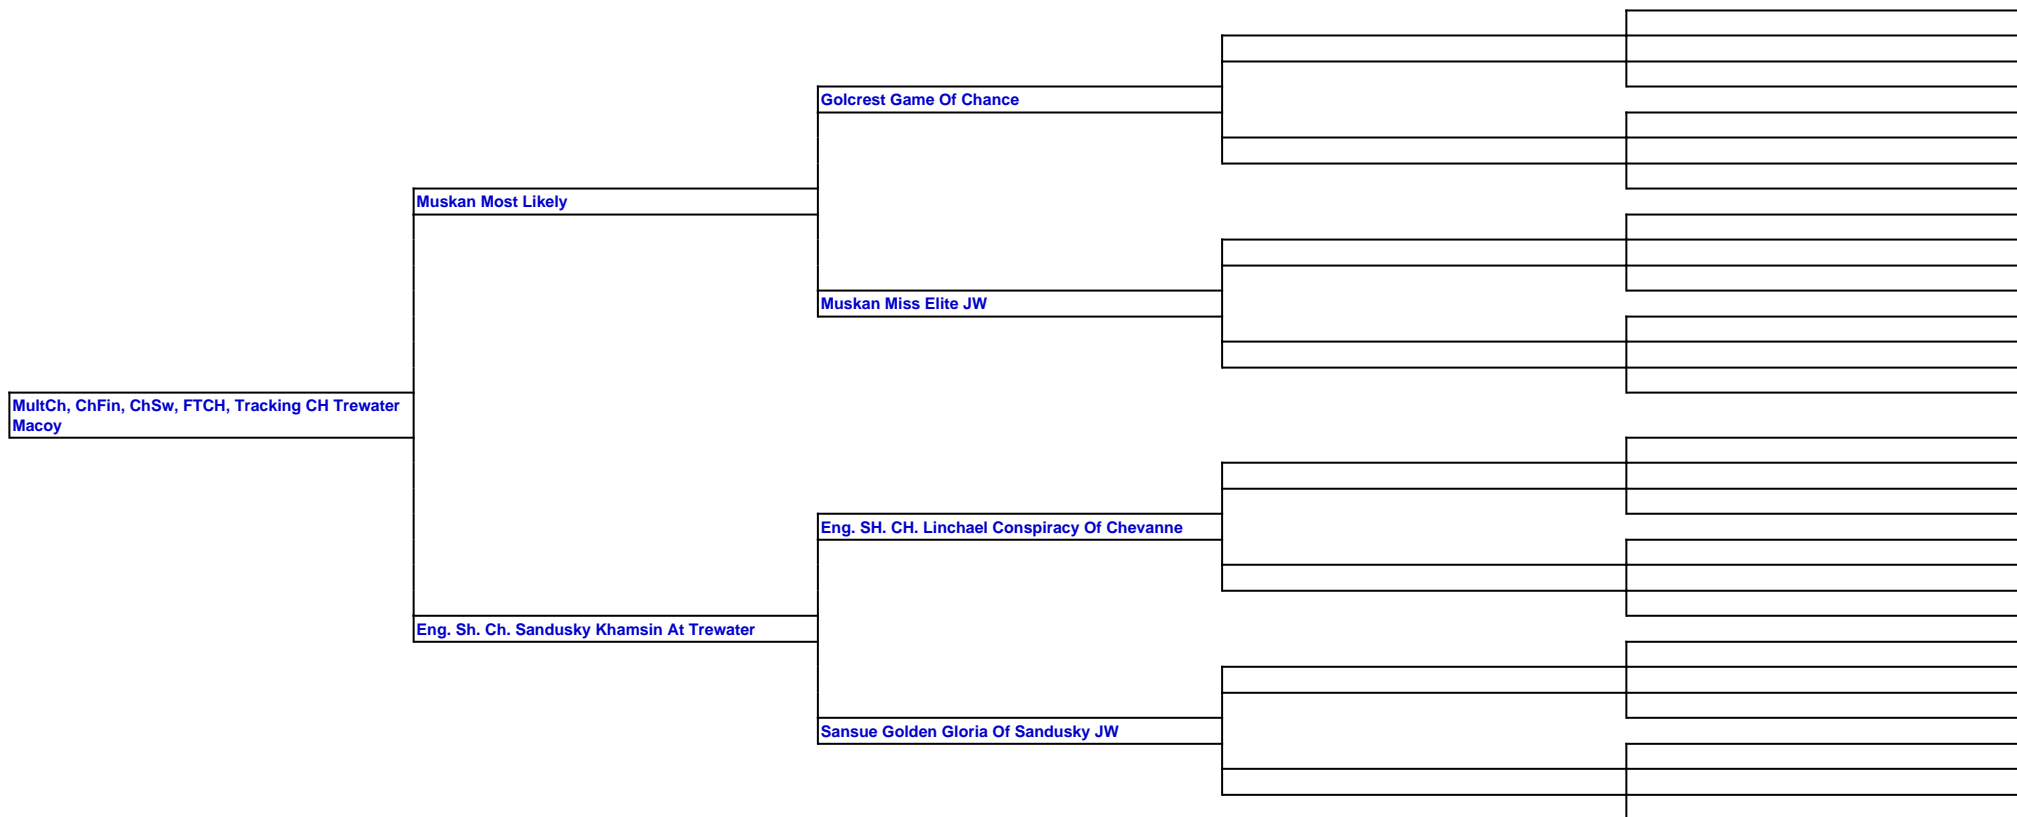 Golcrest Game Of Chance
Muskan Most Likely
Muskan Miss Elite JW
MultCh, ChFin, ChSw, FTCH, Tracking CH Trewater
Macoy
Eng. SH. CH. Linchael Conspiracy Of Chevanne
Eng. Sh. Ch. Sandusky Khamsin At Trewater
Sansue Golden Gloria Of Sandusky JW